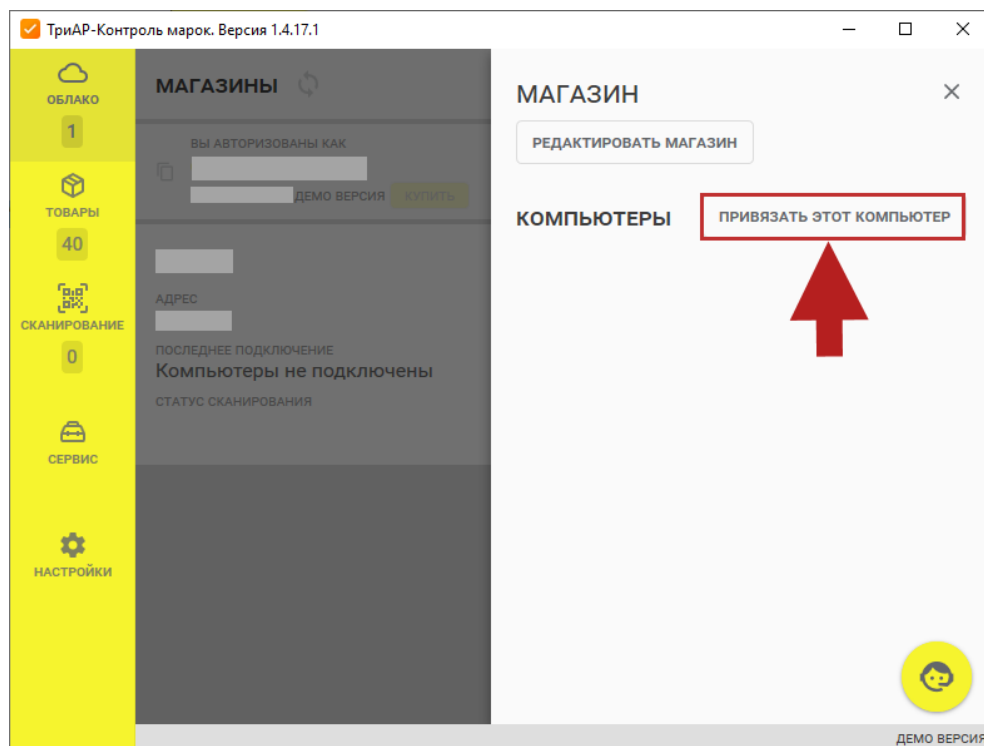 ТриАР-Контроль марок. Версия 1.4.17.1
ОБЛАКО
1
ТОВАРЫ
40
СКАНИРОВАНИЕ
0
СЕРВИС
НАСТРОЙКИ
МАГАЗИНЫ
ВЫ АВТОРИЗОВАНЫ КАК
ДЕМО ВЕРСИЯ КУПИТЬ
АДРЕС
ПОСЛЕДНЕЕ ПОДКЛЮЧЕНИЕ
Компьютеры не подключены
СТАТУС СКАНИРОВАНИЯ
МАГАЗИН
РЕДАКТИРОВАТЬ МАГАЗИН
КОМПЬЮТЕРЫ ПРИВЯЗАТЬ ЭТОТ КОМПЬЮТЕР
ДЕМО ВЕРСИЯ